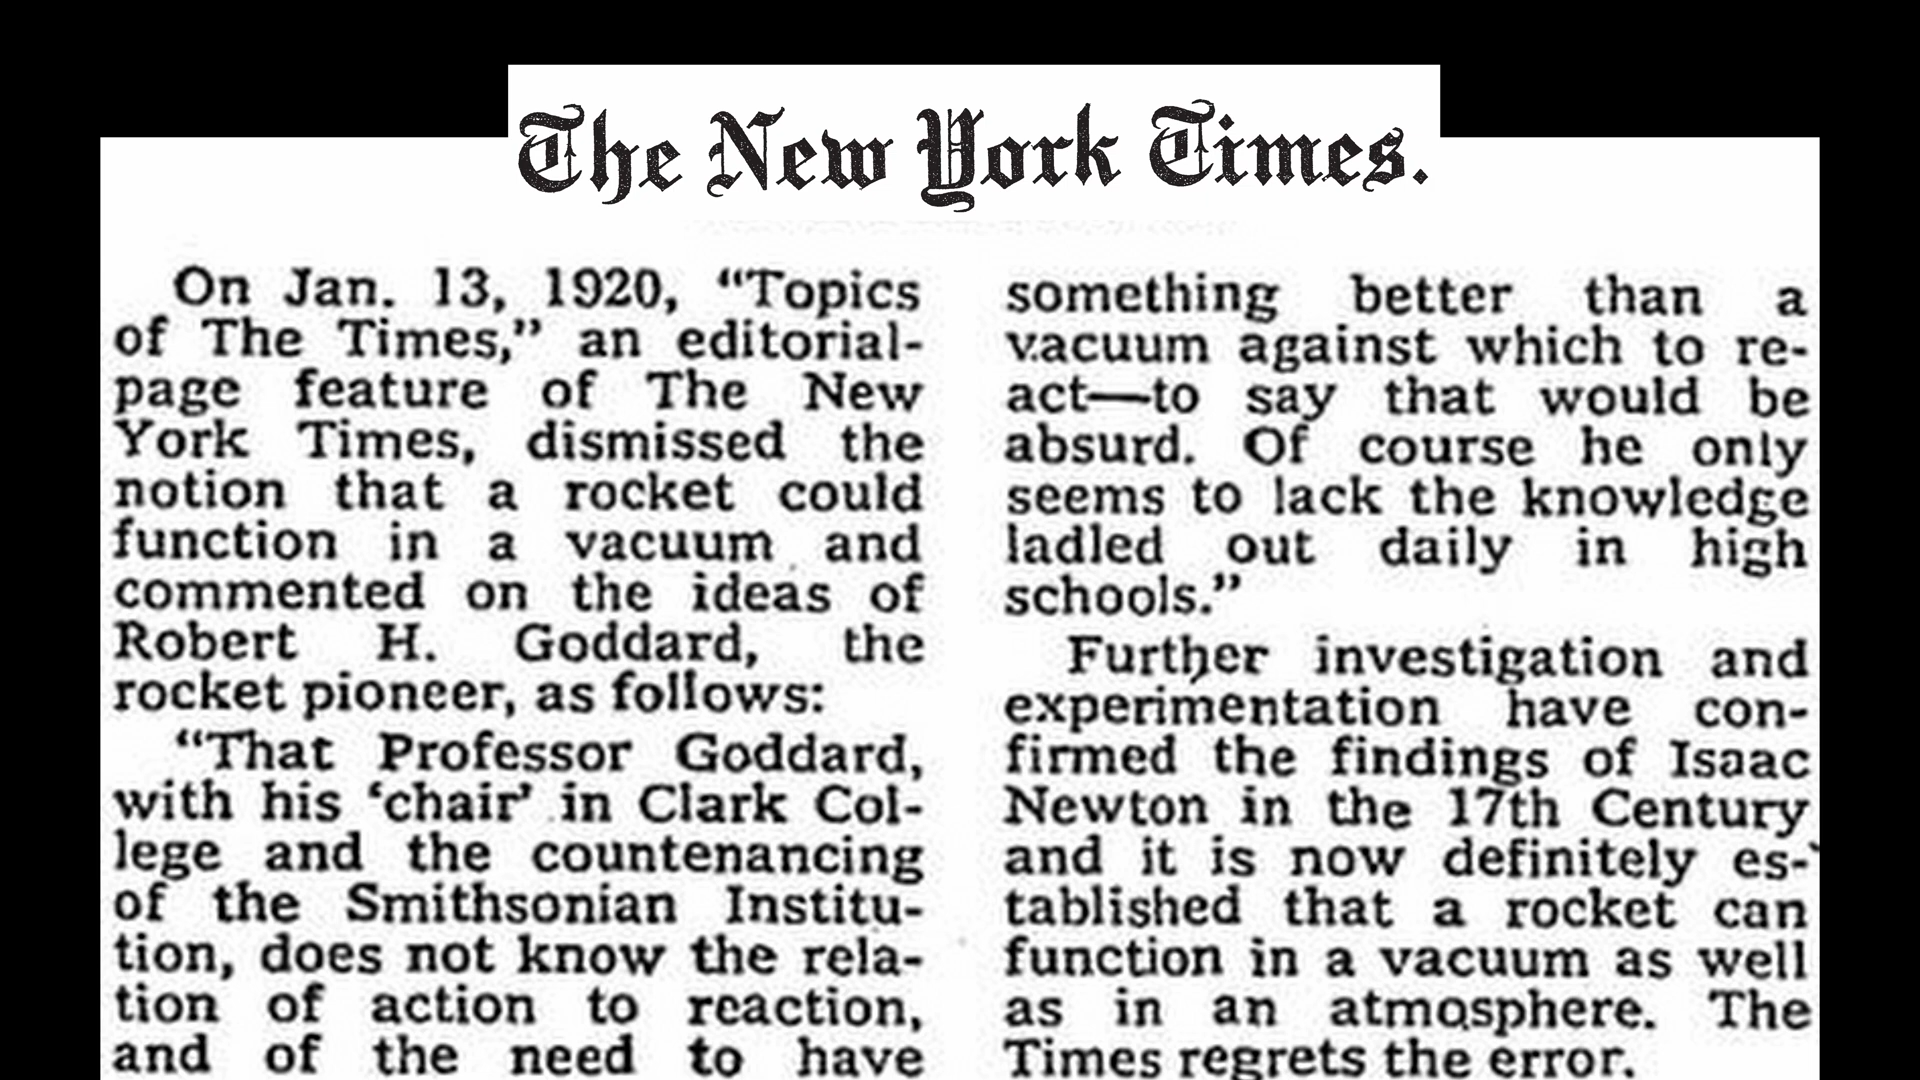 The New York Times.
On Jan. 13, 1920, “Topics
of The Times,” an editorial-
page feature of The New
York Times, dismissed the
notion that a rocket could
function in a vacuum and
commented on the ideas of
Robert H. Goddard, the
rocket pioneer, as follows:
“That Professor Goddard,
with his ‘chair’ in Clark Col-
lege and the countenancing
of the Smithsonian Institu-
tion, does not know the rela-
tion of action to reaction,
and of the need to have
something better than a
vacuum against which to re-
act—to say that would be
absurd. Of course he only
seems to lack the knowledge
ladled out daily in high
schools.”
Further investigation and
experimentation have con-
firmed the findings of Isaac
Newton in the 17th Century
and it is now definitely es-
tablished that a rocket can
function in a vacuum as well
as in an atmosphere. The
Times regrets the error.